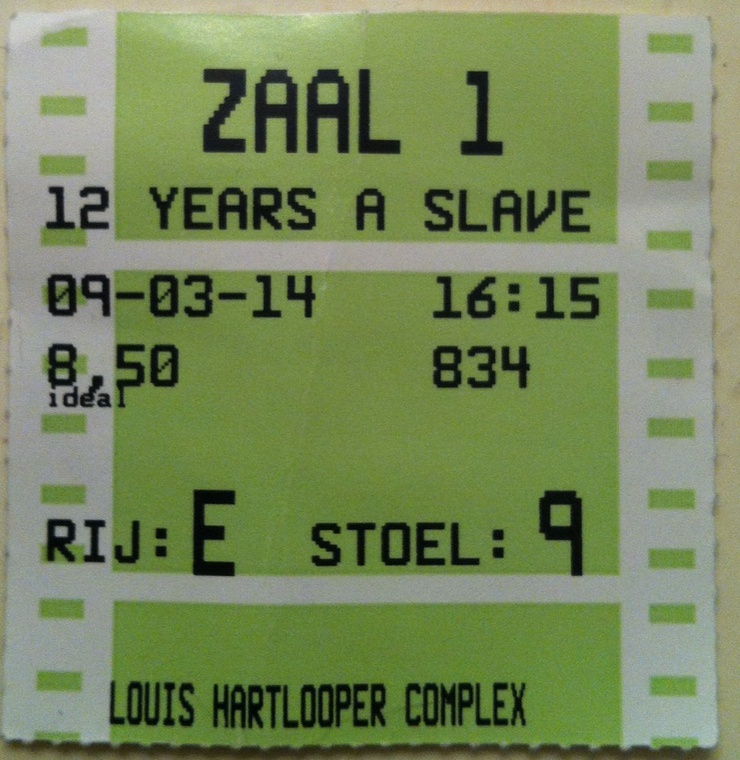 ZAAL 1
12 YEARS A SLAVE
09-03-14 16:15
8,50 834
ideal
RIJ: E STOEL: 9
LOUIS HARTLOOPER COMPLEX